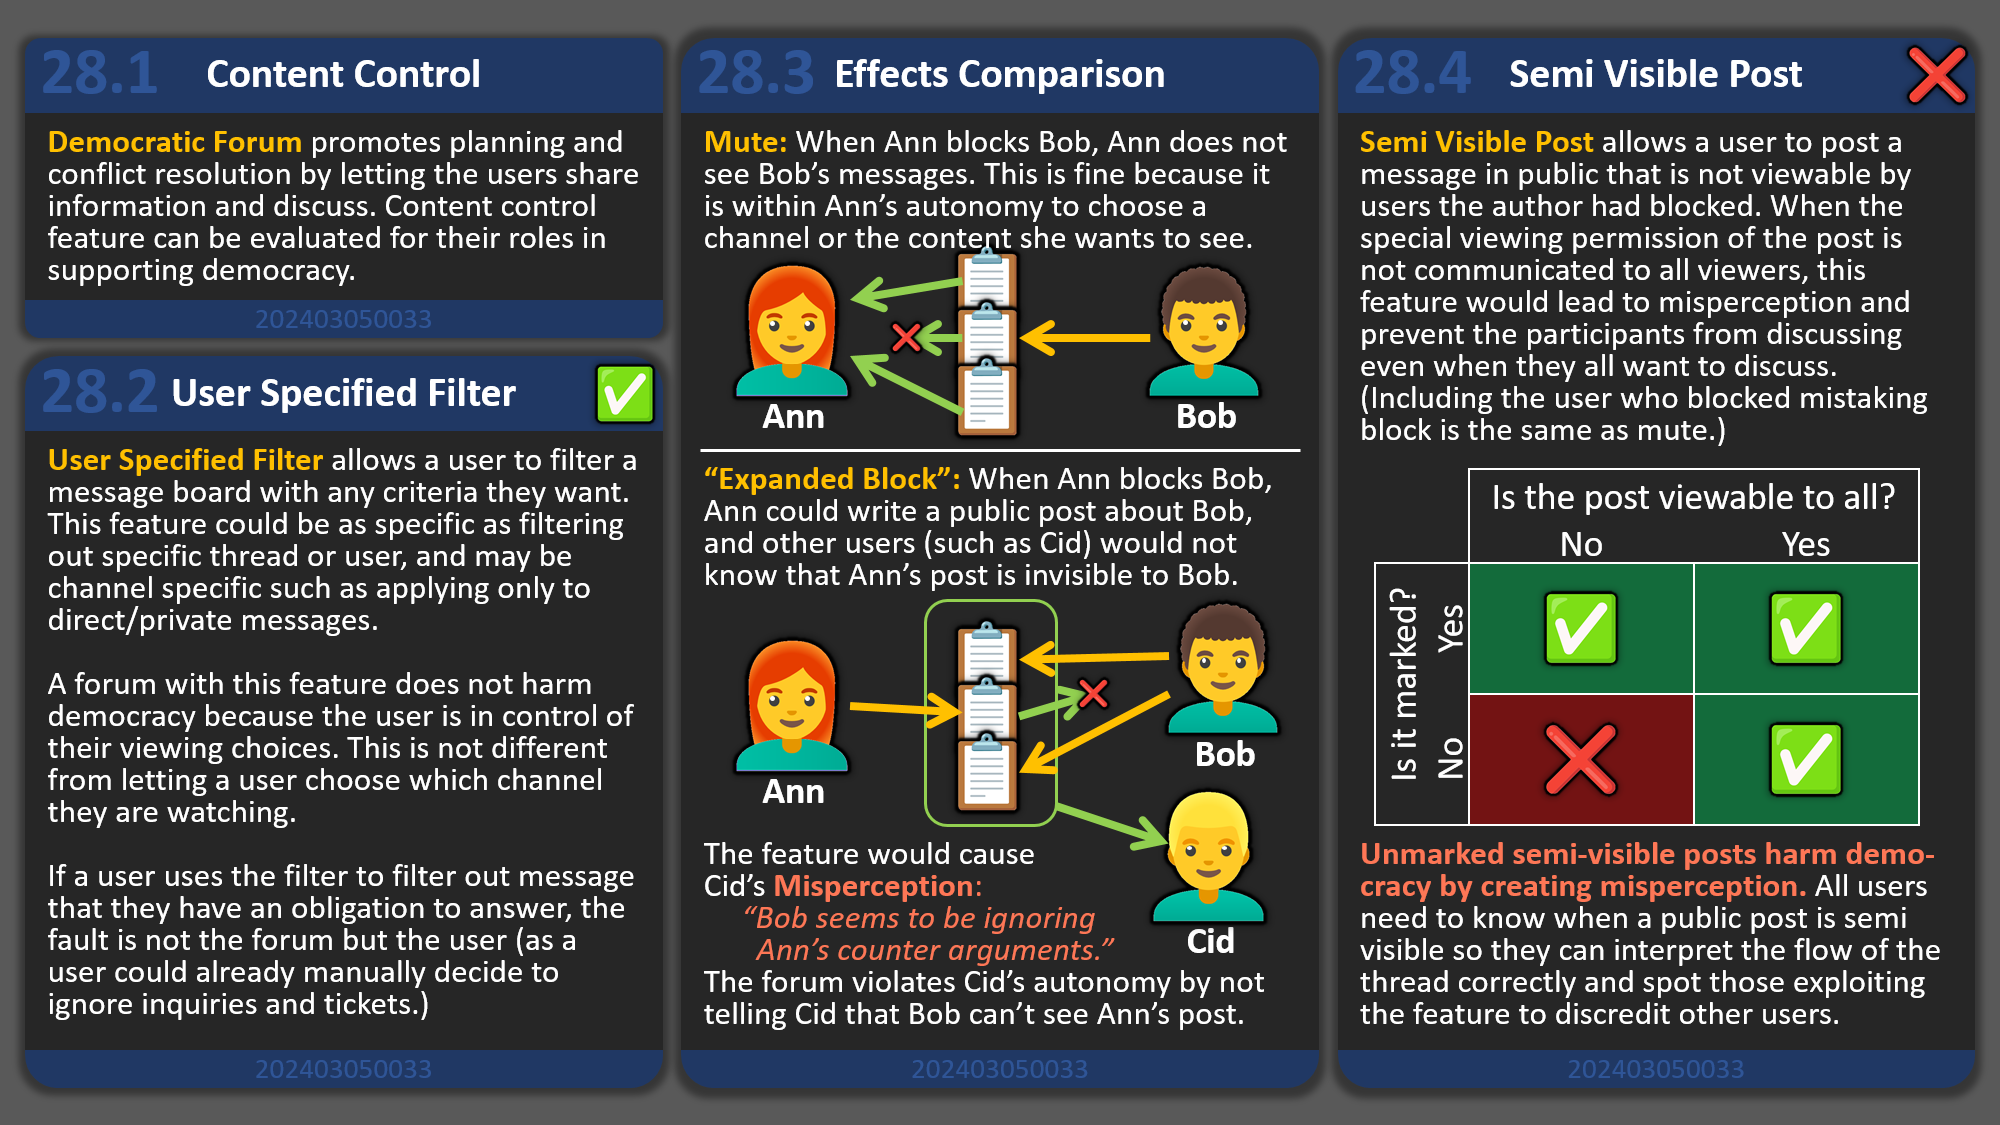 28.1 Content Control
Democratic Forum promotes planning and
conflict resolution by letting the users share
information and discuss. Content control
feature can be evaluated for their roles in
supporting democracy.
202403050033
28.2 User Specified Filter
User Specified Filter allows a user to filter a
message board with any criteria they want.
This feature could be as specific as filtering
out specific thread or user, and may be
channel specific such as applying only to
direct/private messages.
A forum with this feature does not harm
democracy because the user is in control of
their viewing choices. This is not different
from letting a user choose which channel
they are watching.
If a user uses the filter to filter out message
that they have an obligation to answer, the
fault is not the forum but the user (as a
user could already manually decide to
ignore inquiries and tickets.)
202403050033
28.3 Effects Comparison
Mute: When Ann blocks Bob, Ann does not
see Bob’s messages. This is fine because it
is within Ann’s autonomy to choose a
channel or the content she wants to see.
Ann
Bob
“Expanded Block”: When Ann blocks Bob,
Ann could write a public post about Bob,
and other users (such as Cid) would not
know that Ann’s post is invisible to Bob.
Ann
Bob
Cid
The feature would cause
Cid’s Misperception:
“Bob seems to be ignoring
Ann’s counter arguments.”
The forum violates Cid’s autonomy by not
telling Cid that Bob can’t see Ann’s post.
202403050033
28.4 Semi Visible Post
Semi Visible Post allows a user to post a
message in public that is not viewable by
users the author had blocked. When the
special viewing permission of the post is
not communicated to all viewers, this
feature would lead to misperception and
prevent the participants from discussing
even when they all want to discuss.
(Including the user who blocked mistaking
block is the same as mute.)
Is the post viewable to all?
No Yes
Is it marked?
Yes
No
Unmarked semi-visible posts harm demo-
cracy by creating misperception. All users
need to know when a public post is semi
visible so they can interpret the flow of the
thread correctly and spot those exploiting
the feature to discredit other users.
202403050033